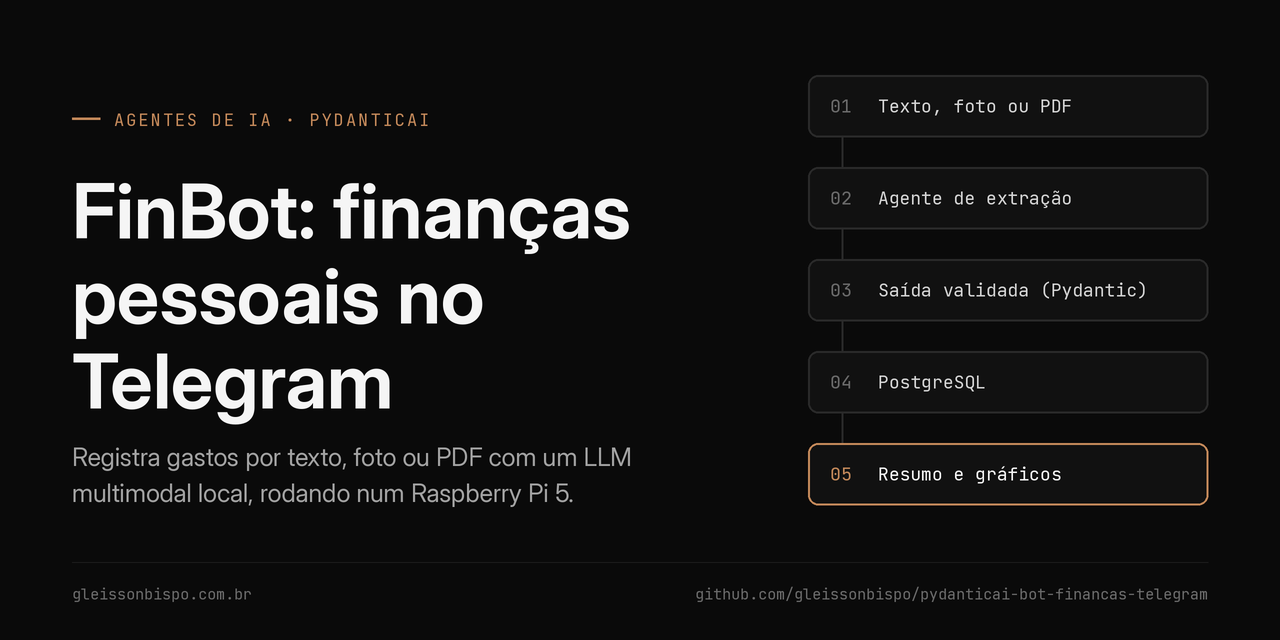 AGENTES DE IA · PYDANTICAI
FinBot: finanças
pessoais no
Telegram
Registra gastos por texto, foto ou PDF com um LLM
multimodal local, rodando num Raspberry Pi 5.
01 Texto, foto ou PDF
02 Agente de extração
03 Saída validada (Pydantic)
04 PostgreSQL
05 Resumo e gráficos
gleissonbispo.com.br
github.com/gleissonbispo/pydanticai-bot-financas-telegram